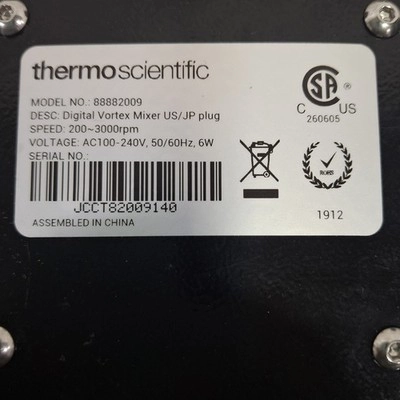 thermo scientific
MODEL NO.: 88882009
DESC: Digital Vortex Mixer US/JP plug
SPEED: 200~3000rpm
VOLTAGE: AC100-240V, 50/60Hz, 6W
SERIAL NO.:
JCCT82009140
ASSEMBLED IN CHINA
CSA
C US
260605
RoHS
1912